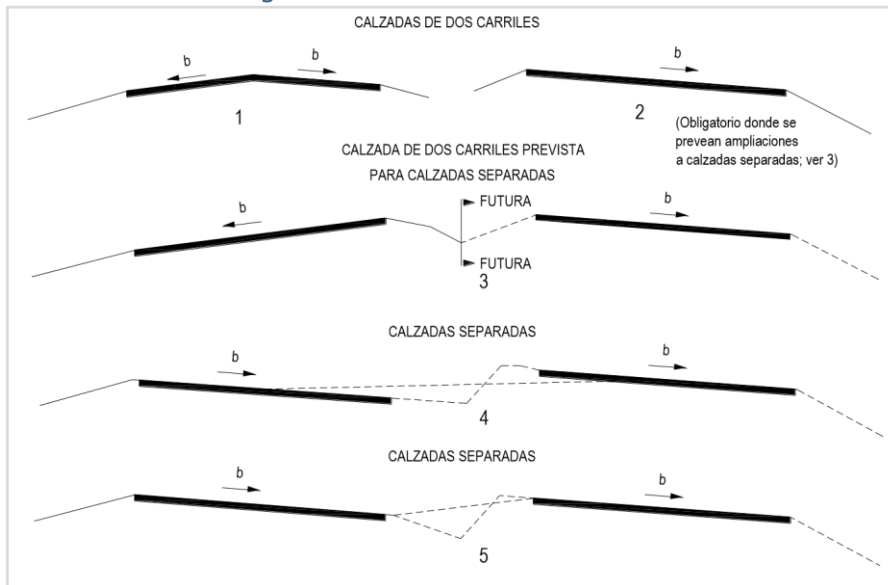 CALZADAS DE DOS CARRILES
b
b
b
1
2
(Obligatorio donde se
prevean ampliaciones
a calzadas separadas; ver 3)
CALZADA DE DOS CARRILES PREVISTA
PARA CALZADAS SEPARADAS
b
FUTURA
b
FUTURA
3
CALZADAS SEPARADAS
b
b
4
CALZADAS SEPARADAS
b
b
5